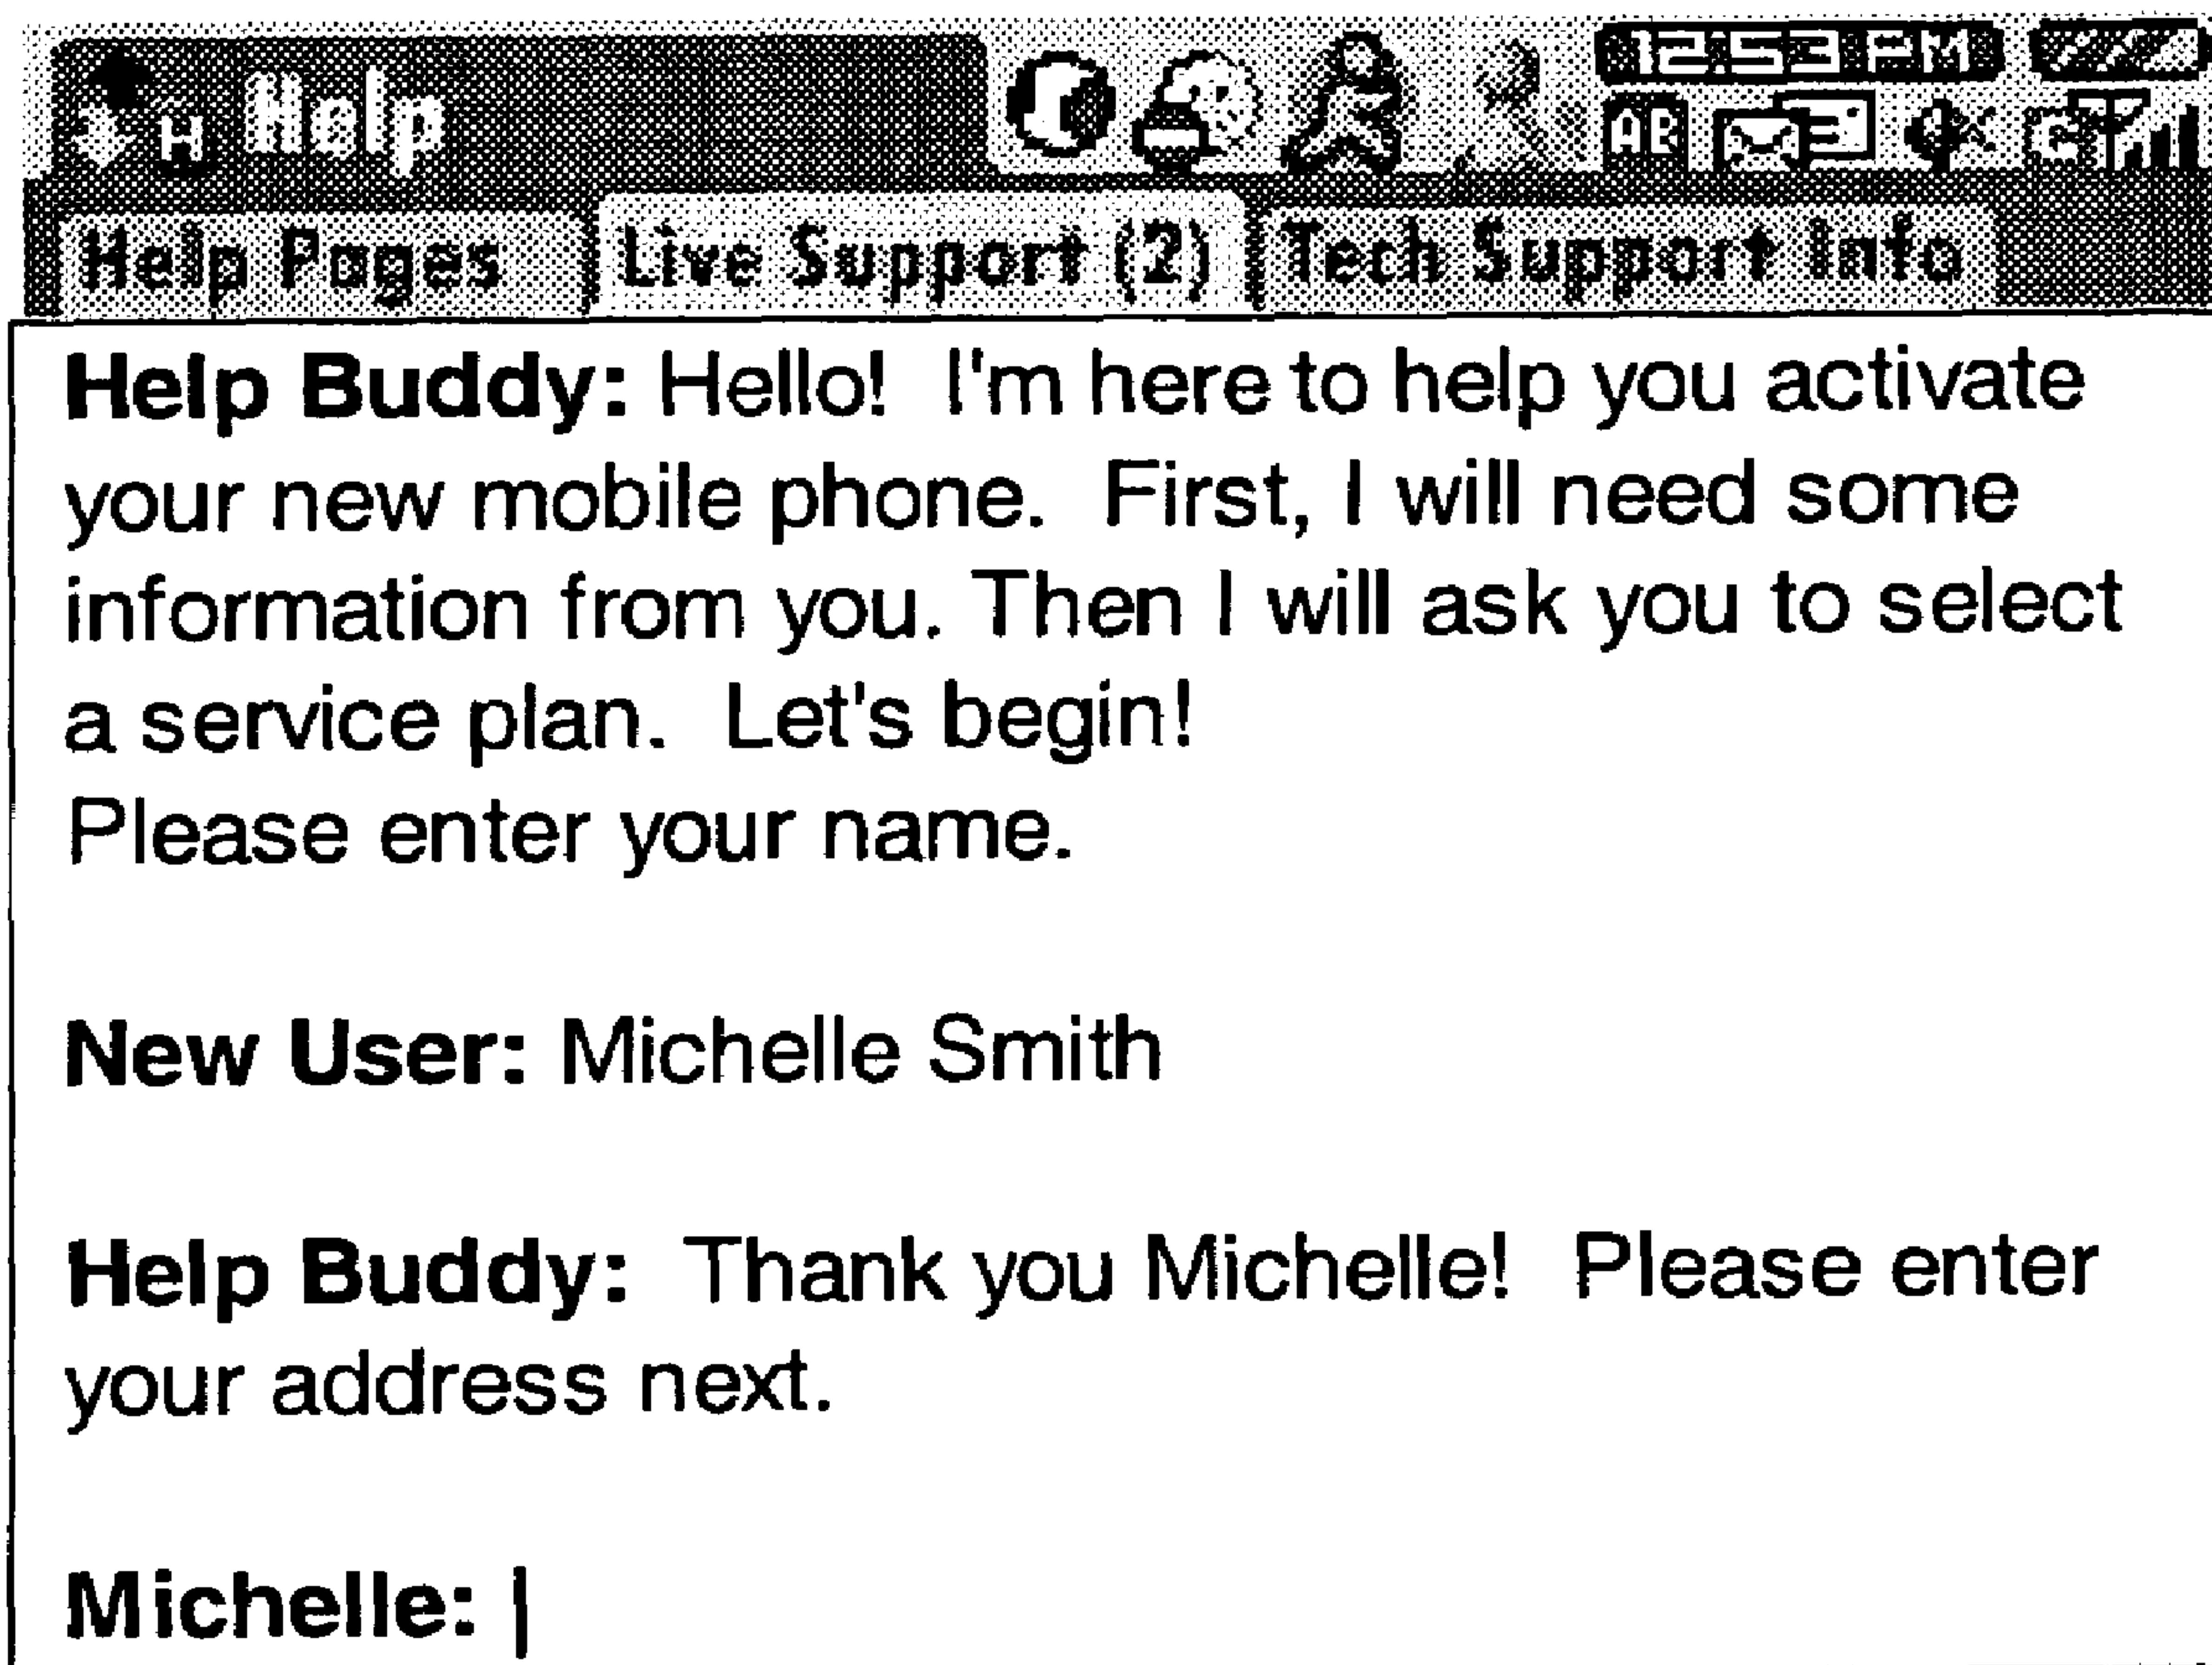 H Help
12:53 PM
AB
Help Pages Live Support (2) Tech Support Info
Help Buddy: Hello!  I'm here to help you activate
your new mobile phone.  First, I will need some
information from you. Then I will ask you to select
a service plan.  Let's begin!
Please enter your name.
New User: Michelle Smith
Help Buddy:  Thank you Michelle!  Please enter
your address next.
Michelle: